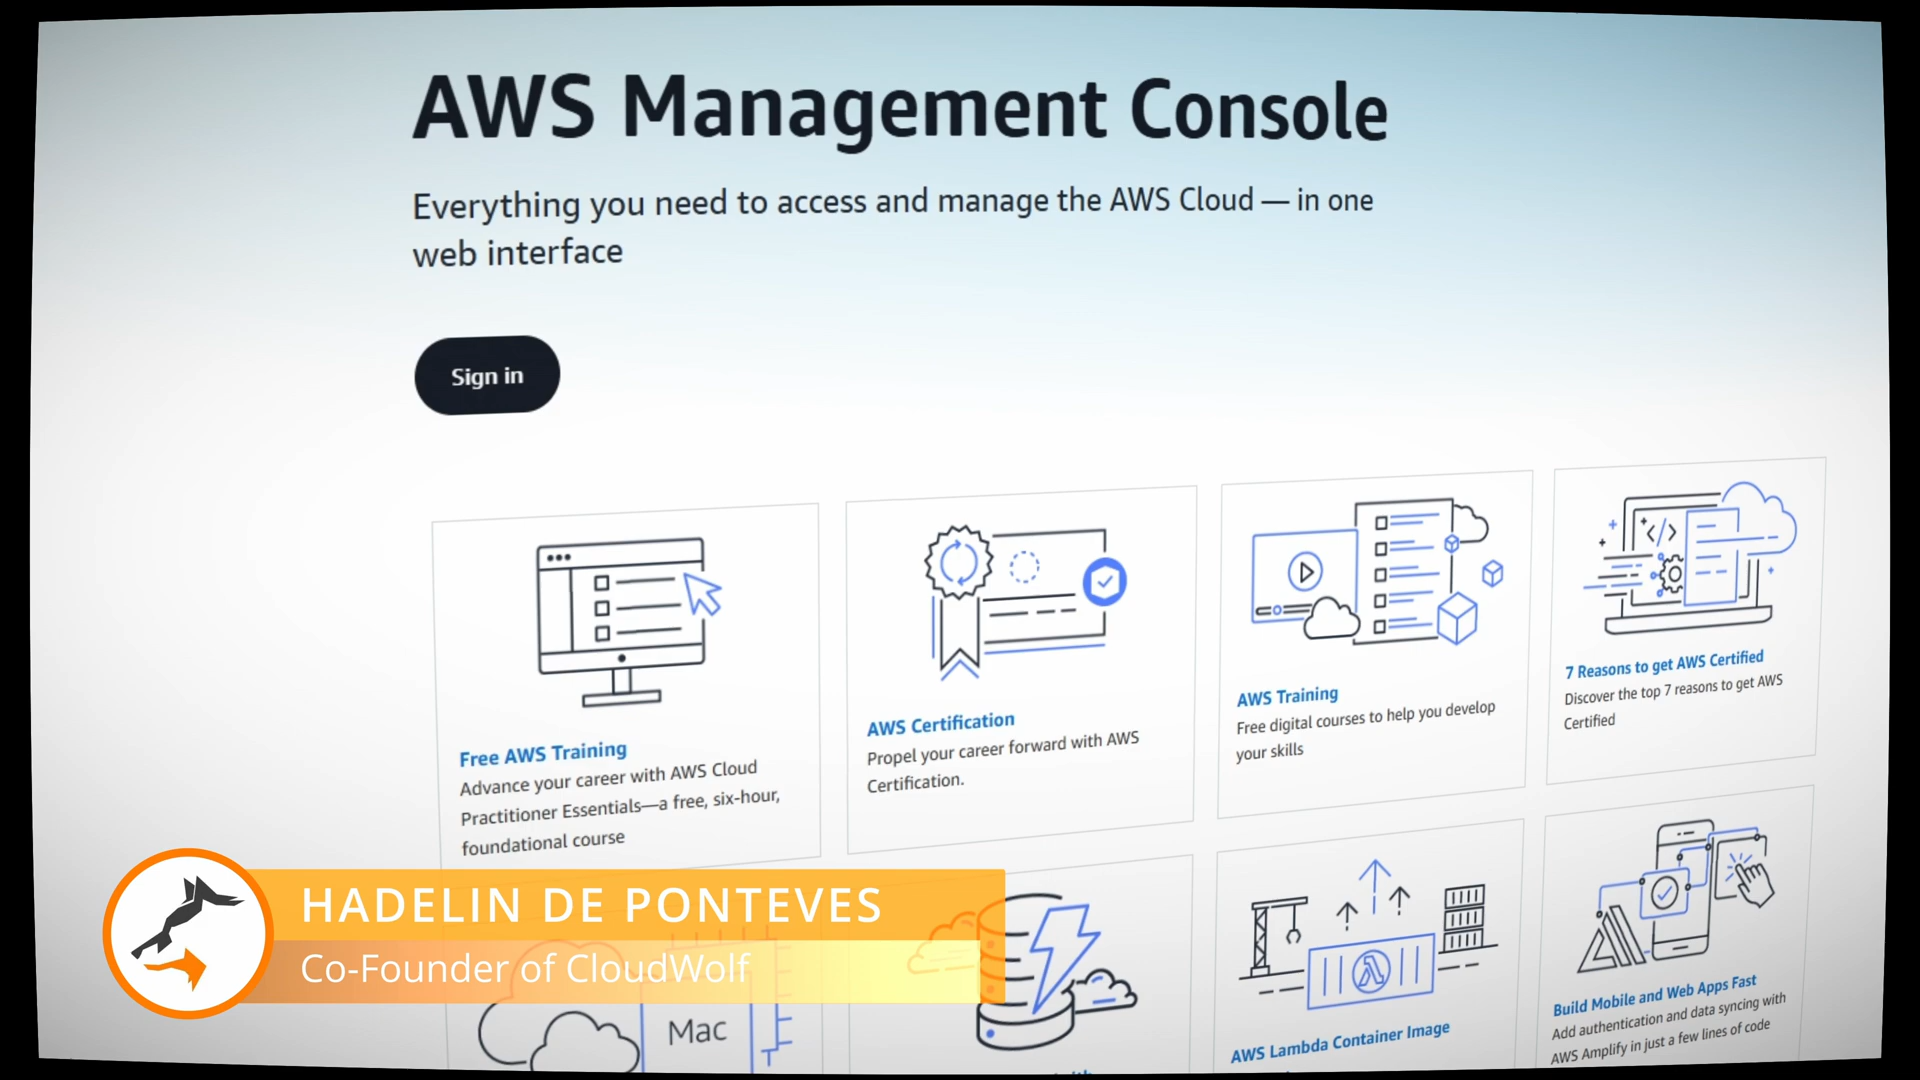 AWS Management Console
Everything you need to access and manage the AWS Cloud — in one
web interface
Sign in
Free AWS Training
Advance your career with AWS Cloud
Practitioner Essentials—a free, six-hour,
foundational course
AWS Certification
Propel your career forward with AWS
Certification.
AWS Training
Free digital courses to help you develop
your skills
7 Reasons to get AWS Certified
Discover the top 7 reasons to get AWS
Certified
HADELIN DE PONTEVES
Co-Founder of CloudWolf
Mac
AWS Lambda Container Image
Build Mobile and Web Apps Fast
Add authentication and data syncing with
AWS Amplify in just a few lines of code